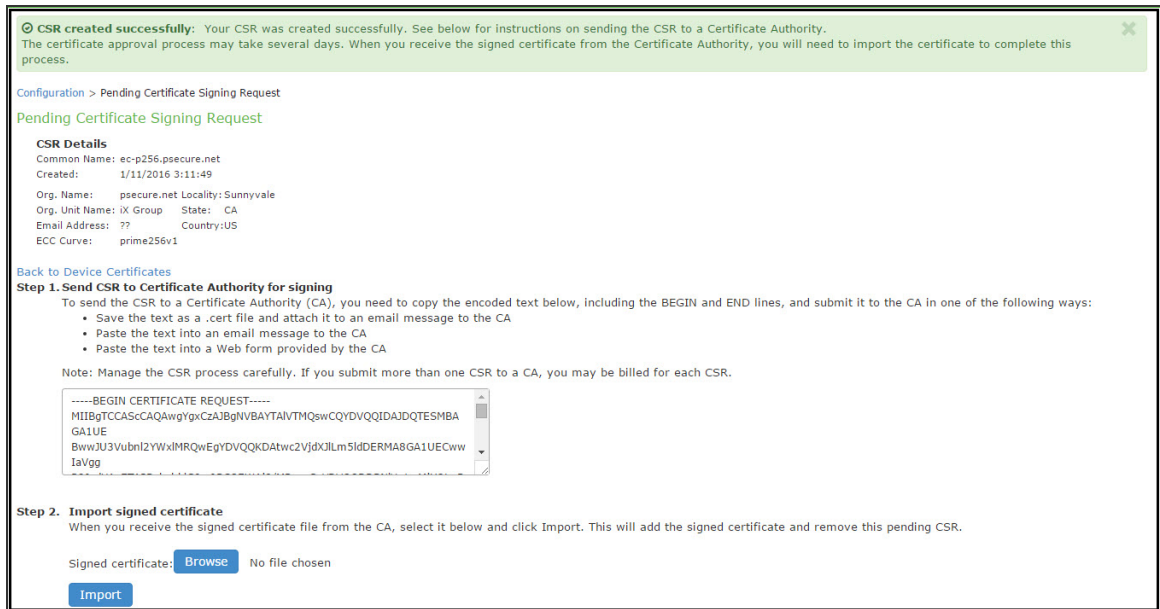 CSR created successfully: Your CSR was created successfully. See below for instructions on sending the CSR to a Certificate Authority.
The certificate approval process may take several days. When you receive the signed certificate from the Certificate Authority, you will need to import the certificate to complete this
process.
Configuration > Pending Certificate Signing Request
Pending Certificate Signing Request
CSR Details
Common Name: ec-p256.psecure.net
Created: 1/11/2016 3:11:49
Org. Name: psecure.net Locality: Sunnyvale
Org. Unit Name: iX Group State: CA
Email Address: ?? Country:US
ECC Curve: prime256v1
Back to Device Certificates
Step 1. Send CSR to Certificate Authority for signing
To send the CSR to a Certificate Authority (CA), you need to copy the encoded text below, including the BEGIN and END lines, and submit it to the CA in one of the following ways:
• Save the text as a .cert file and attach it to an email message to the CA
• Paste the text into an email message to the CA
• Paste the text into a Web form provided by the CA
Note: Manage the CSR process carefully. If you submit more than one CSR to a CA, you may be billed for each CSR.
-----BEGIN CERTIFICATE REQUEST-----
MIIBgTCCAScCAQAwgYgxCzAJBgNVBAYTAlVTMQswCQYDVQQIDAJDQTESMBA
GA1UE
BwwJU3Vubnl2YWxlMRQwEgYDVQQKDAtwc2VjdXJlLm5ldDERMA8GA1UECww
IaVgg
Step 2. Import signed certificate
When you receive the signed certificate file from the CA, select it below and click Import. This will add the signed certificate and remove this pending CSR.
Signed certificate: Browse No file chosen
Import